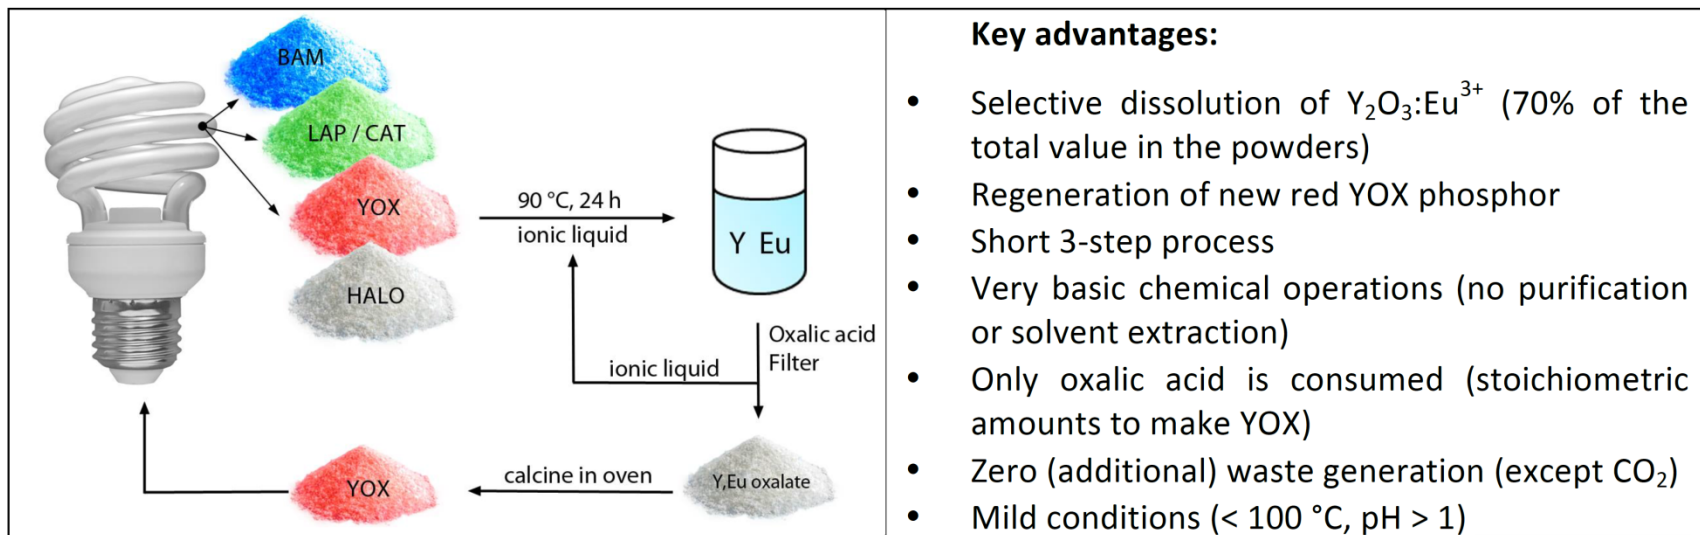 BAM
LAP / CAT
YOX
HALO
90 °C, 24 h
ionic liquid
Y Eu
Oxalic acid
Filter
ionic liquid
Y,Eu oxalate
calcine in oven
YOX
Key advantages:
• Selective dissolution of Y₂O₃:Eu³⁺ (70% of the
total value in the powders)
• Regeneration of new red YOX phosphor
• Short 3-step process
• Very basic chemical operations (no purification
or solvent extraction)
• Only oxalic acid is consumed (stoichiometric
amounts to make YOX)
• Zero (additional) waste generation (except CO₂)
• Mild conditions (< 100 °C, pH > 1)